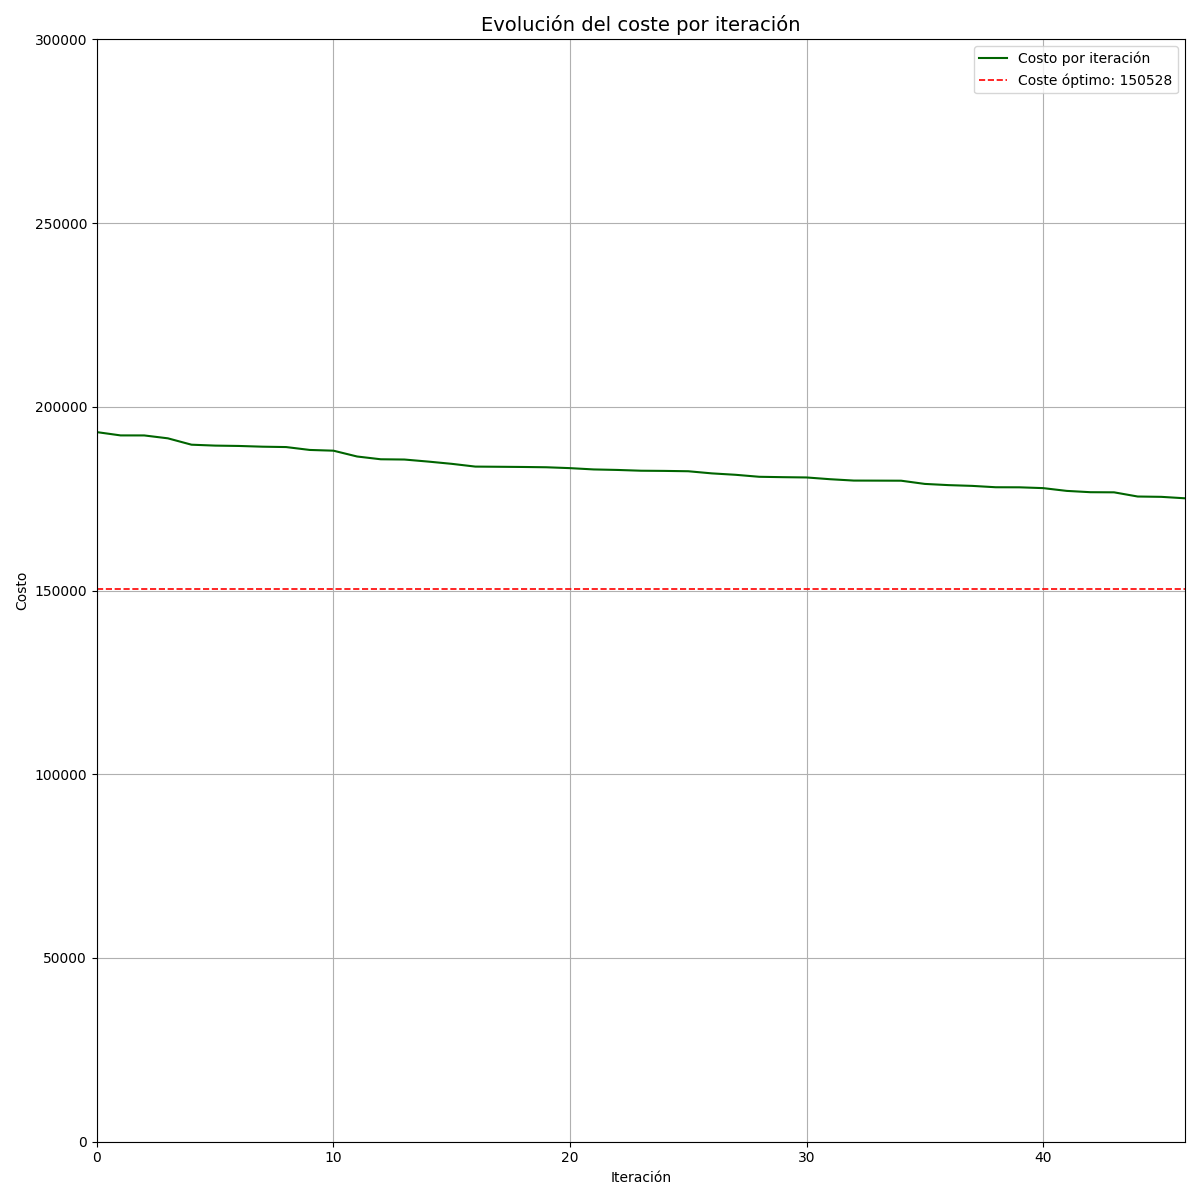 Evolución del coste por iteración
300000
250000
200000
150000
100000
50000
0
Costo
Costo por iteración
Coste óptimo: 150528
0 10 20 30 40
Iteración